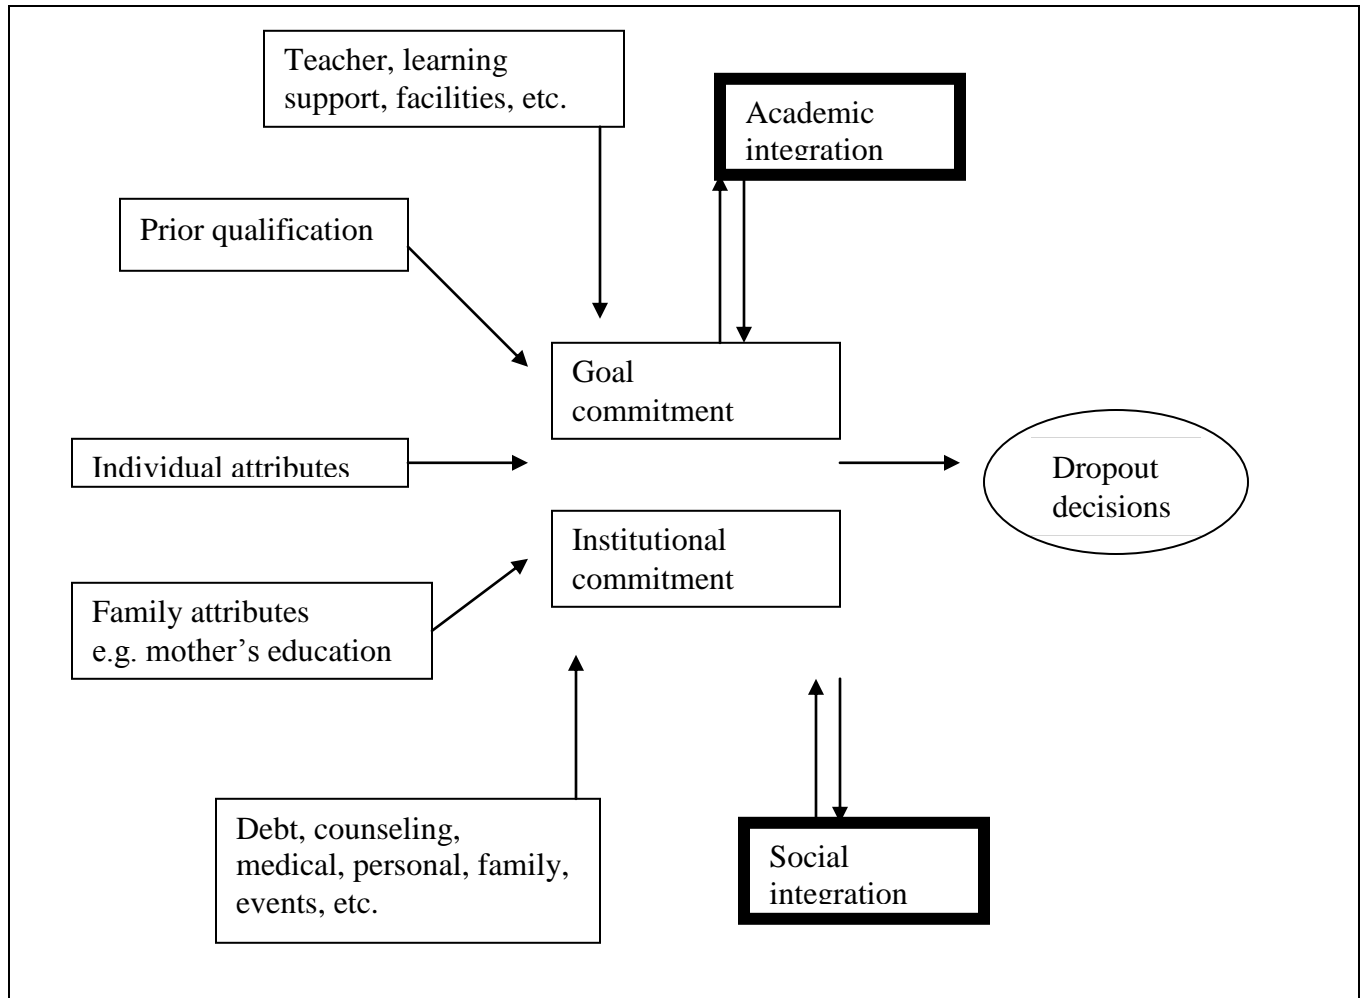 Teacher, learning
support, facilities, etc.
Academic
integration
Prior qualification
Goal
commitment
Individual attributes
Dropout
decisions
Institutional
commitment
Family attributes
e.g. mother’s education
Debt, counseling,
medical, personal, family,
events, etc.
Social
integration